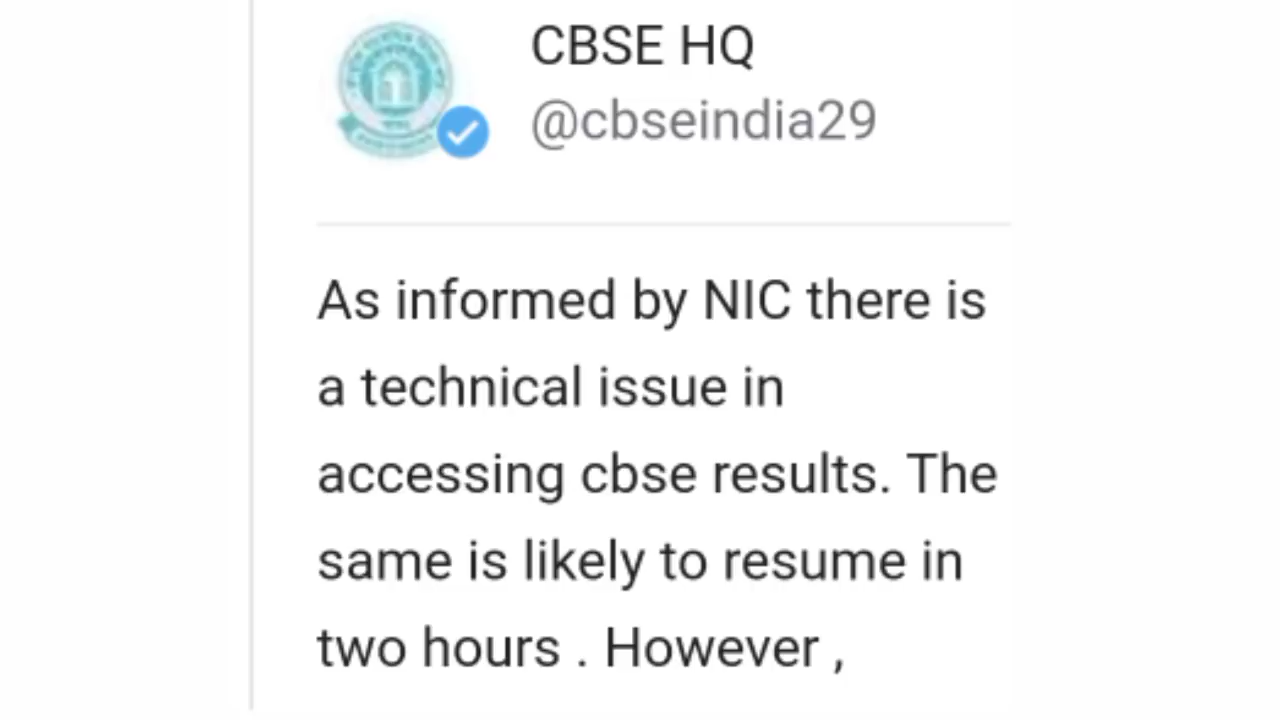 CBSE HQ
@cbseindia29
As informed by NIC there is
a technical issue in
accessing cbse results. The
same is likely to resume in
two hours . However ,